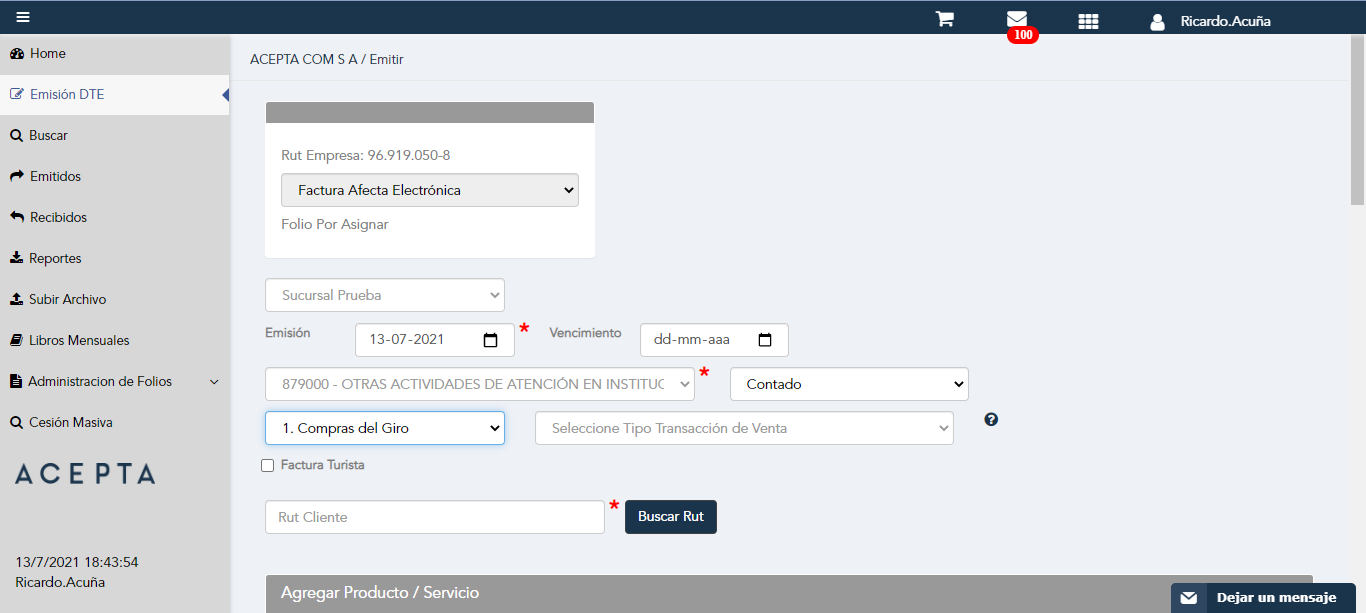 100
Ricardo.Acuña
Home
Emisión DTE
Buscar
Emitidos
Recibidos
Reportes
Subir Archivo
Libros Mensuales
Administracion de Folios
Cesión Masiva
ACEPTA
13/7/2021 18:43:54
Ricardo.Acuña
ACEPTA COM S A / Emitir
Rut Empresa: 96.919.050-8
Factura Afecta Electrónica
Folio Por Asignar
Sucursal Prueba
Emisión 13-07-2021 * Vencimiento dd-mm-aaa
879000 - OTRAS ACTIVIDADES DE ATENCIÓN EN INSTITUC * Contado
1. Compras del Giro Seleccione Tipo Transacción de Venta ?
Factura Turista
Rut Cliente * Buscar Rut
Agregar Producto / Servicio
Dejar un mensaje